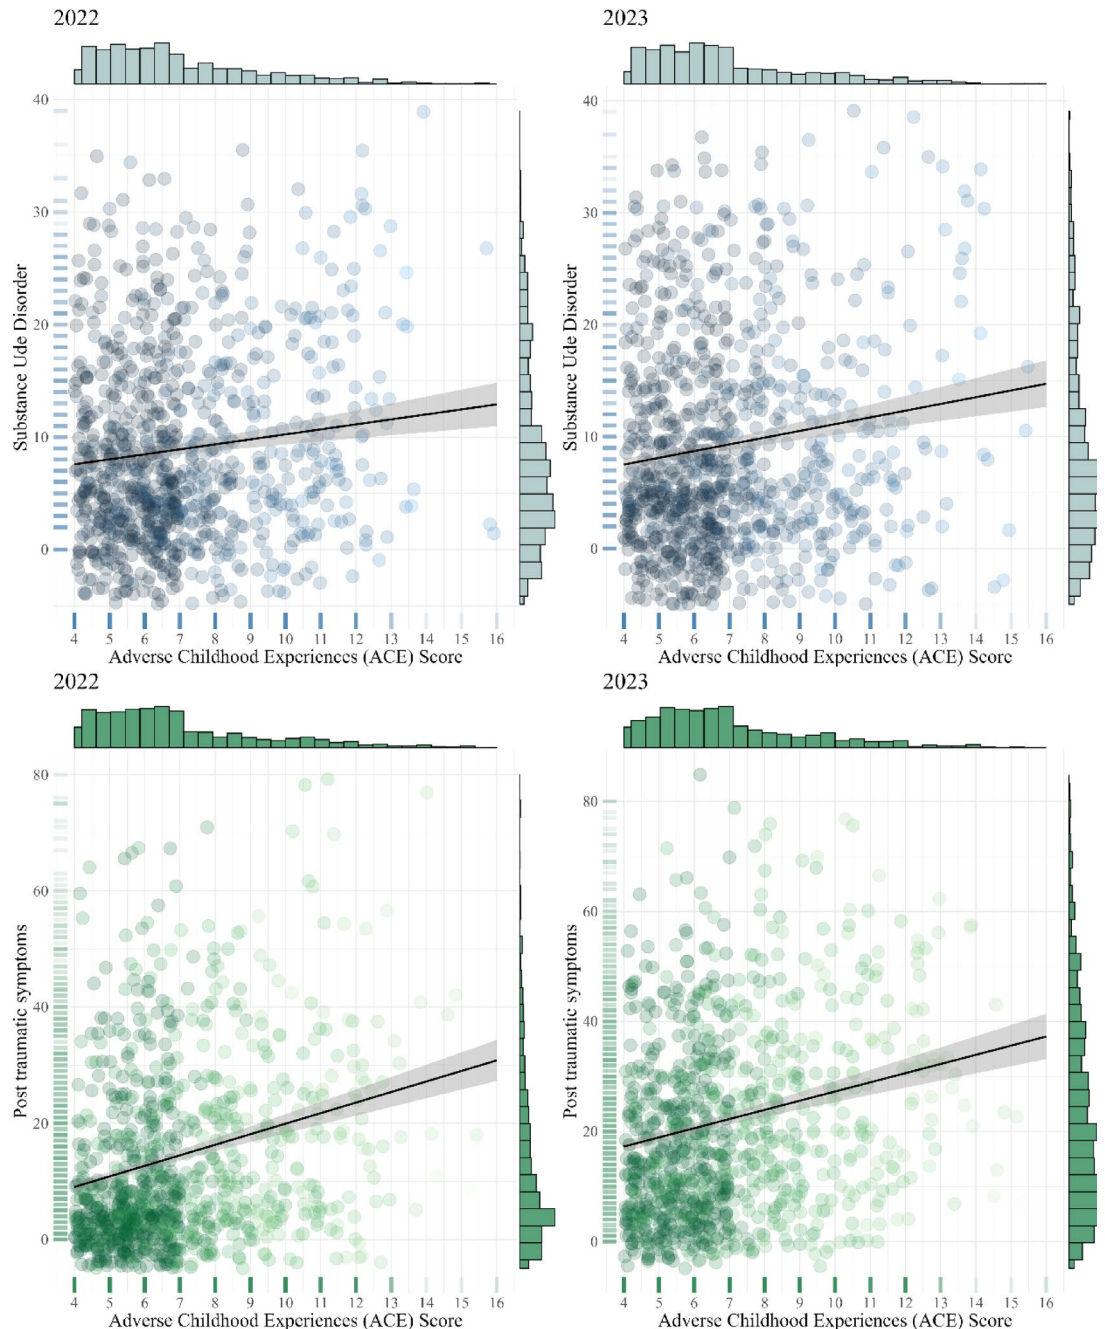 2022
40
30
20
10
0
Substance Ude Disorder
4 5 6 7 8 9 10 11 12 13 14 15 16
Adverse Childhood Experiences (ACE) Score
2023
40
30
20
10
0
Substance Ude Disorder
4 5 6 7 8 9 10 11 12 13 14 15 16
Adverse Childhood Experiences (ACE) Score
2022
80
60
40
20
0
Post traumatic symptoms
4 5 6 7 8 9 10 11 12 13 14 15 16
Adverse Childhood Experiences (ACE) Score
2023
80
60
40
20
0
Post traumatic symptoms
4 5 6 7 8 9 10 11 12 13 14 15 16
Adverse Childhood Experiences (ACE) Score